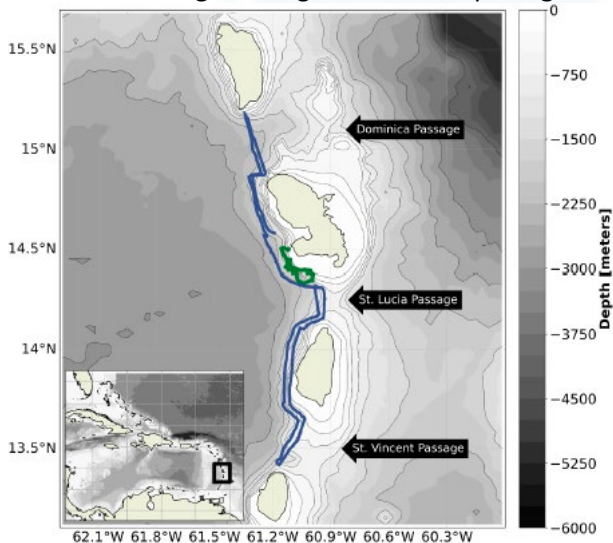 15.5°N
15°N
14.5°N
14°N
13.5°N
Dominica Passage
St. Lucia Passage
St. Vincent Passage
62.1°W 61.8°W 61.5°W 61.2°W 60.9°W 60.6°W 60.3°W
0
−750
−1500
−2250
−3000
−3750
−4500
−5250
−6000
Depth [meters]